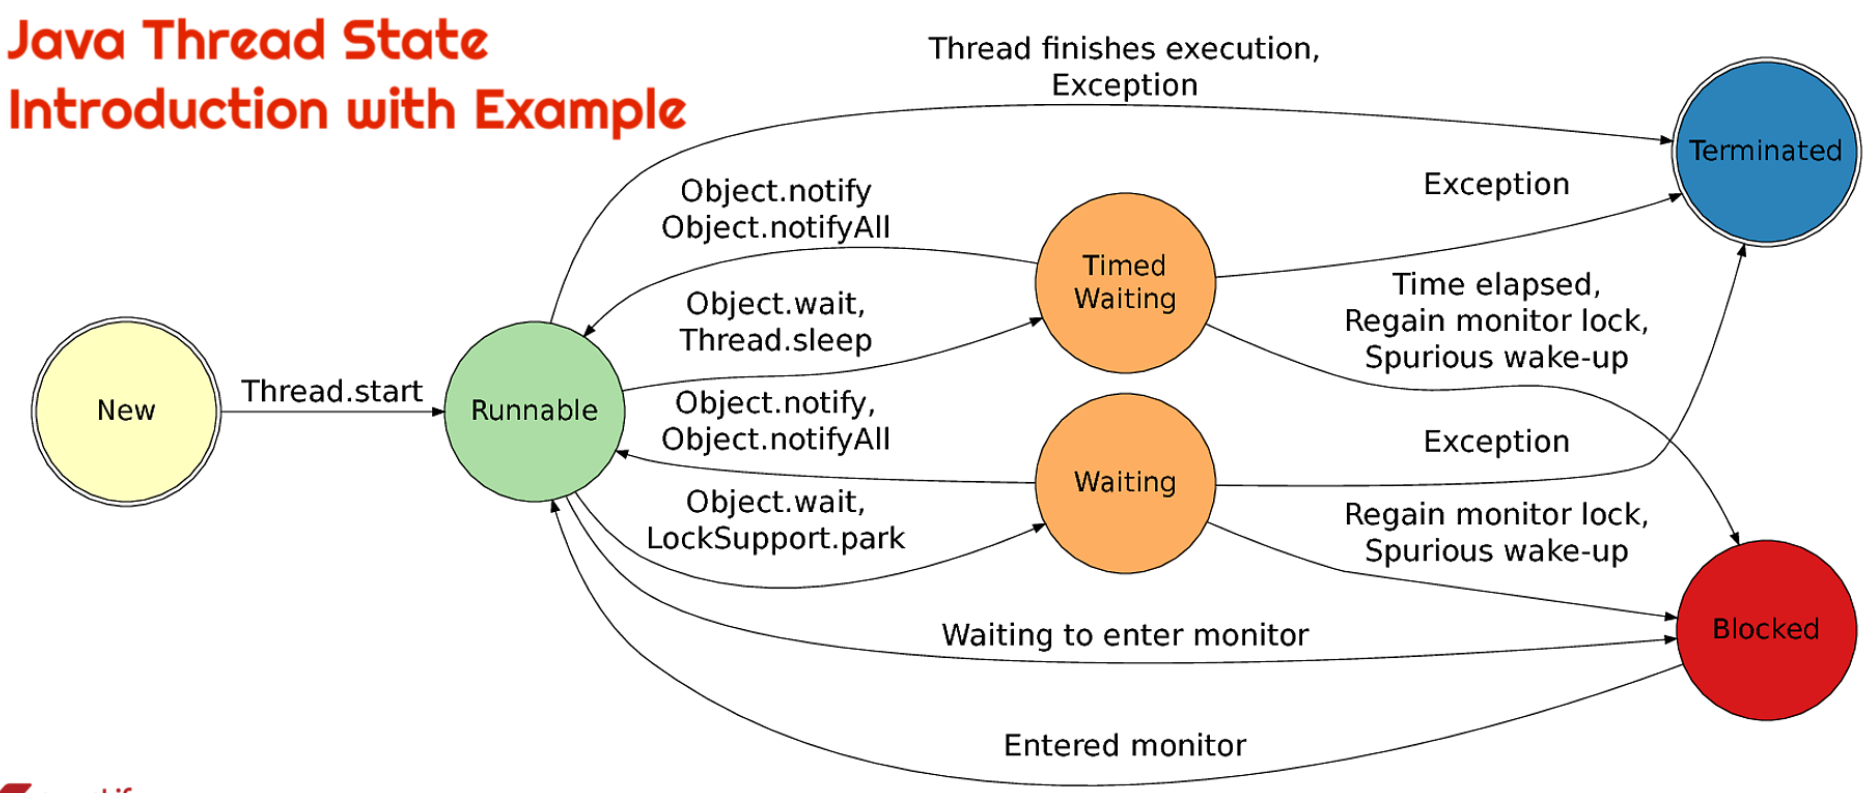 Java Thread State
Introduction with Example
Thread finishes execution,
Exception
Terminated
Object.notify
Object.notifyAll
Exception
Timed
Waiting
Object.wait,
Thread.sleep
Time elapsed,
Regain monitor lock,
Spurious wake-up
New
Thread.start
Runnable
Object.notify,
Object.notifyAll
Exception
Waiting
Object.wait,
LockSupport.park
Regain monitor lock,
Spurious wake-up
Waiting to enter monitor
Blocked
Entered monitor